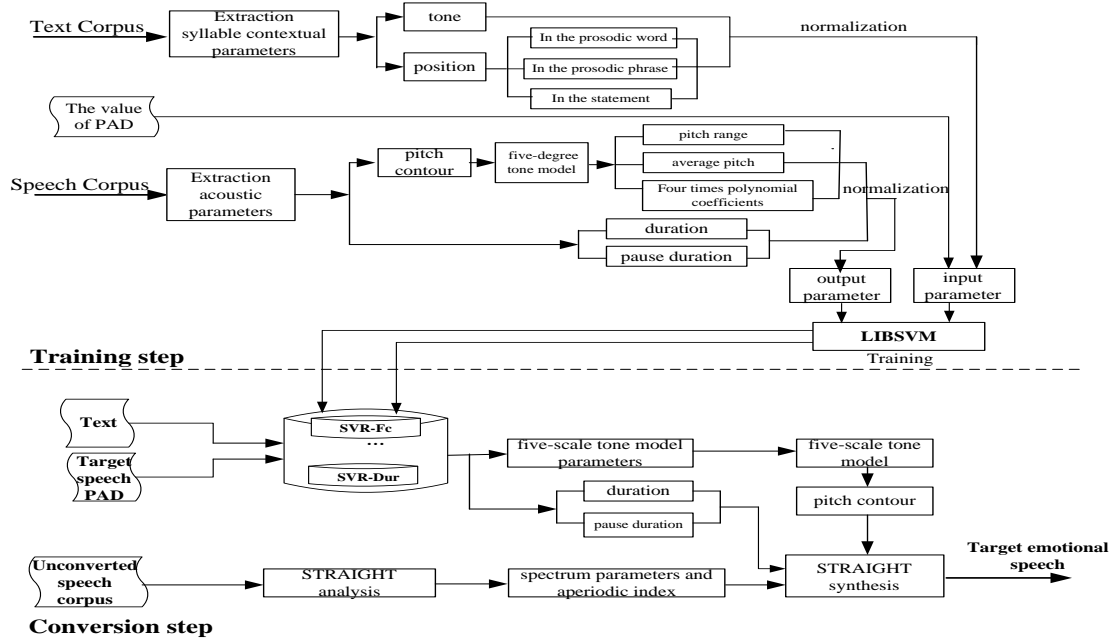 Text Corpus
Extraction
syllable contextual
parameters
tone
position
In the prosodic word
In the prosodic phrase
In the statement
normalization
The value
of PAD
Speech Corpus
Extraction
acoustic
parameters
pitch
contour
five-degree
tone model
pitch range
average pitch
Four times polynomial
coefficients
normalization
duration
pause duration
output
parameter
input
parameter
LIBSVM
Training
Training step
Text
Target
speech
PAD
SVR-Fc
...
SVR-Dur
five-scale tone model
parameters
five-scale tone
model
duration
pause duration
pitch contour
Unconverted
speech
corpus
STRAIGHT
analysis
spectrum parameters and
aperiodic index
STRAIGHT
synthesis
Target emotional
speech
Conversion step